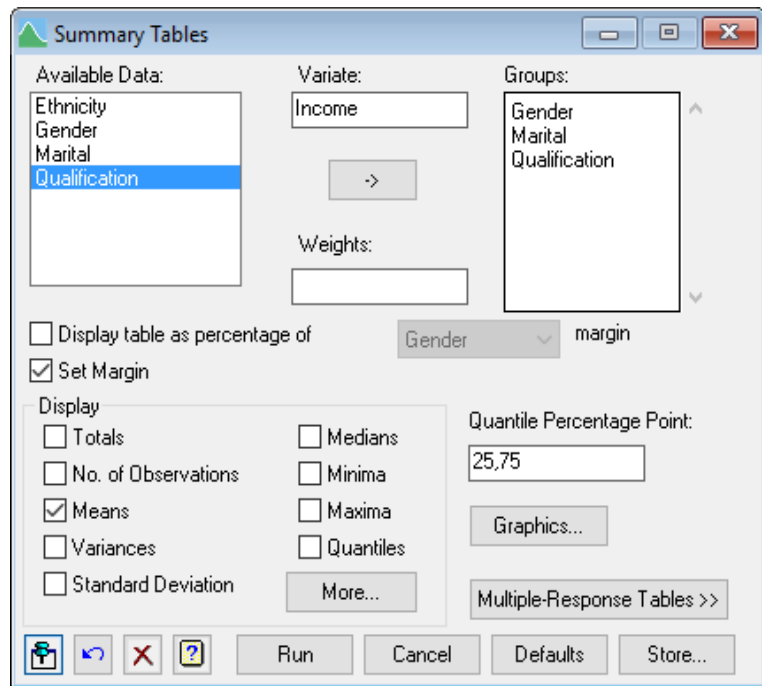 Summary Tables
Available Data:
Variate:
Groups:
Ethnicity
Gender
Marital
Qualification
Income
Gender
Marital
Qualification
->
Weights:
Display table as percentage of
Gender
margin
Set Margin
Display
Totals
Medians
No. of Observations
Minima
Means
Maxima
Variances
Quantiles
Standard Deviation
More...
Quantile Percentage Point:
25,75
Graphics...
Multiple-Response Tables >>
?
Run
Cancel
Defaults
Store...